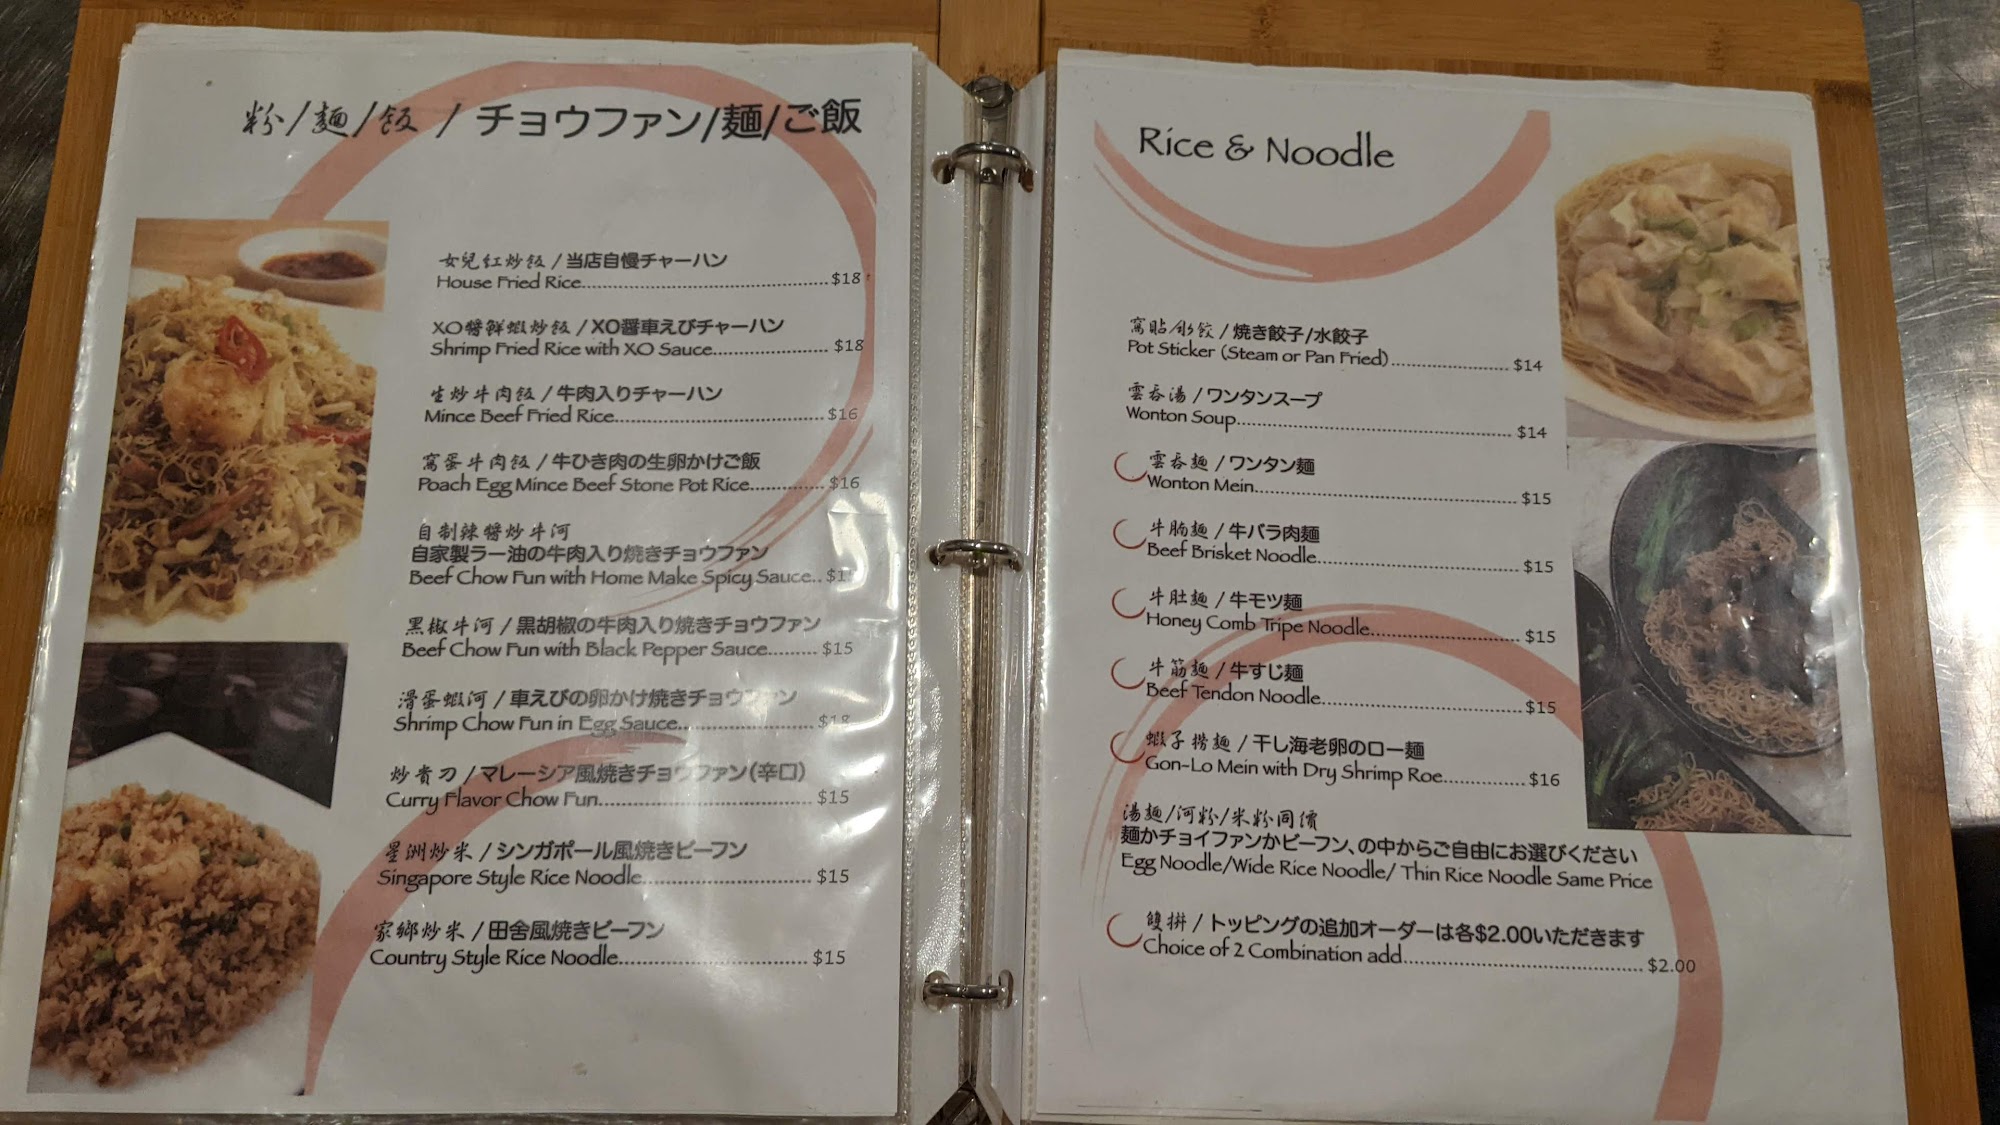 粉/麵/飯 / チョウファン/麺/ご飯
女兒紅炒飯 / 当店自慢チャーハン
House Fried Rice $18
XO醬鮮蝦炒飯 / XO醤車えびチャーハン
Shrimp Fried Rice with XO Sauce $18
生炒牛肉飯 / 牛肉入りチャーハン
Mince Beef Fried Rice $16
窩蛋牛肉飯 / 牛ひき肉の生卵かけご飯
Poach Egg Mince Beef Stone Pot Rice $16
自制辣醬炒牛河
自家製ラー油の牛肉入り焼きチョウファン
Beef Chow Fun with Home Make Spicy Sauce
黑椒牛河 / 黒胡椒の牛肉入り焼きチョウファン
Beef Chow Fun with Black Pepper Sauce $15
滑蛋蝦河 / 車えびの卵かけ焼きチョウファン
Shrimp Chow Fun in Egg Sauce $18
炒貴刀 / マレーシア風焼きチョウファン(辛口)
Curry Flavor Chow Fun $15
星洲炒米 / シンガポール風焼きビーフン
Singapore Style Rice Noodle $15
家鄉炒米 / 田舎風焼きビーフン
Country Style Rice Noodle $15
Rice & Noodle
窩貼/水餃 / 焼き餃子/水餃子
Pot Sticker (Steam or Pan Fried) $14
雲吞湯 / ワンタンスープ
Wonton Soup $14
雲吞麵 / ワンタン麺
Wonton Mein $15
牛腩麵 / 牛バラ肉麺
Beef Brisket Noodle $15
牛肚麵 / 牛モツ麺
Honey Comb Tripe Noodle $15
牛筋麵 / 牛すじ麺
Beef Tendon Noodle $15
蝦子撈麵 / 干し海老卵のロー麺
Gon-Lo Mein with Dry Shrimp Roe $16
湯麵/河粉/米粉同價
麺かチョイファンかビーフン、の中からご自由にお選びください
Egg Noodle/Wide Rice Noodle/ Thin Rice Noodle Same Price
雙拼 / トッピングの追加オーダーは各$2.00いただきます
Choice of 2 Combination add $2.00